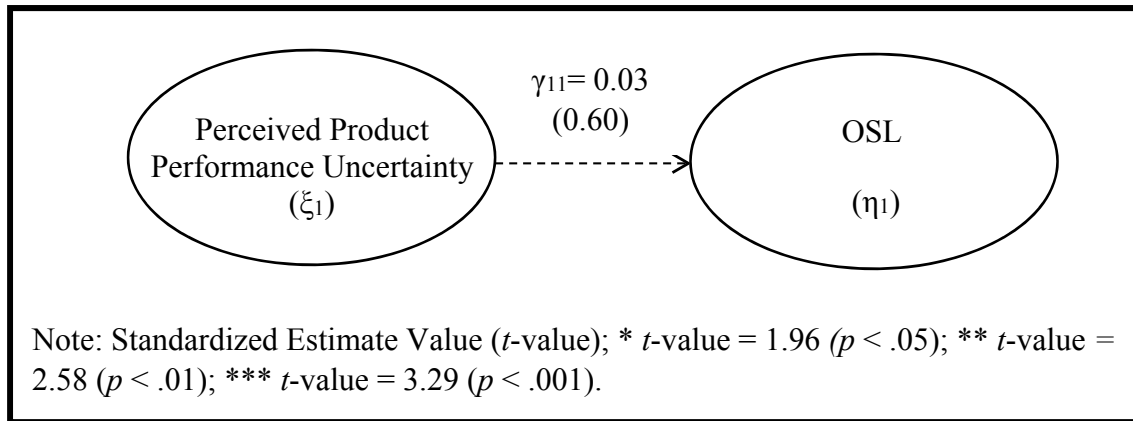 γ11= 0.03
(0.60)
Perceived Product
Performance Uncertainty
(ξ1)
OSL
(η1)
Note: Standardized Estimate Value (t-value); * t-value = 1.96 (p < .05); ** t-value =
2.58 (p < .01); *** t-value = 3.29 (p < .001).